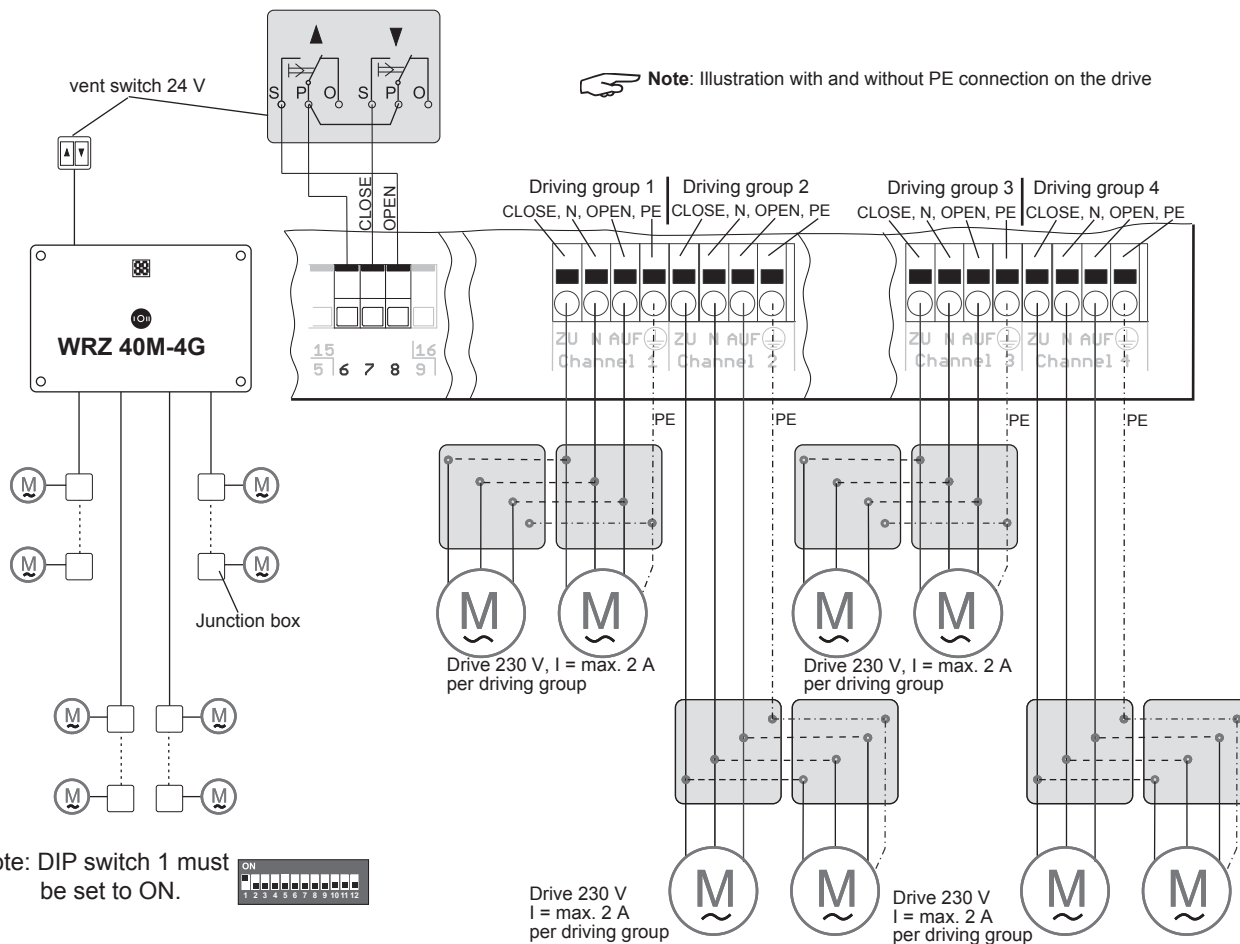 vent switch 24 V
S P O S P O
Note: Illustration with and without PE connection on the drive
CLOSE
OPEN
Driving group 1 Driving group 2
CLOSE, N, OPEN, PE CLOSE, N, OPEN, PE
Driving group 3 Driving group 4
CLOSE, N, OPEN, PE CLOSE, N, OPEN, PE
88
I O II
WRZ 40M-4G
15 16
5 6 7 8 9
ZU N AUF ZU N AUF
Channel 1 Channel 2
ZU N AUF ZU N AUF
Channel 3 Channel 4
PE
PE
PE
PE
M
M
M
M
Junction box
M
M
M
M
M
M
M
M
Drive 230 V, I = max. 2 A
per driving group
Drive 230 V, I = max. 2 A
per driving group
M
M
M
M
Drive 230 V
I = max. 2 A
per driving group
Drive 230 V
I = max. 2 A
per driving group
ote: DIP switch 1 must
be set to ON.
ON
1 2 3 4 5 6 7 8 9 10 11 12